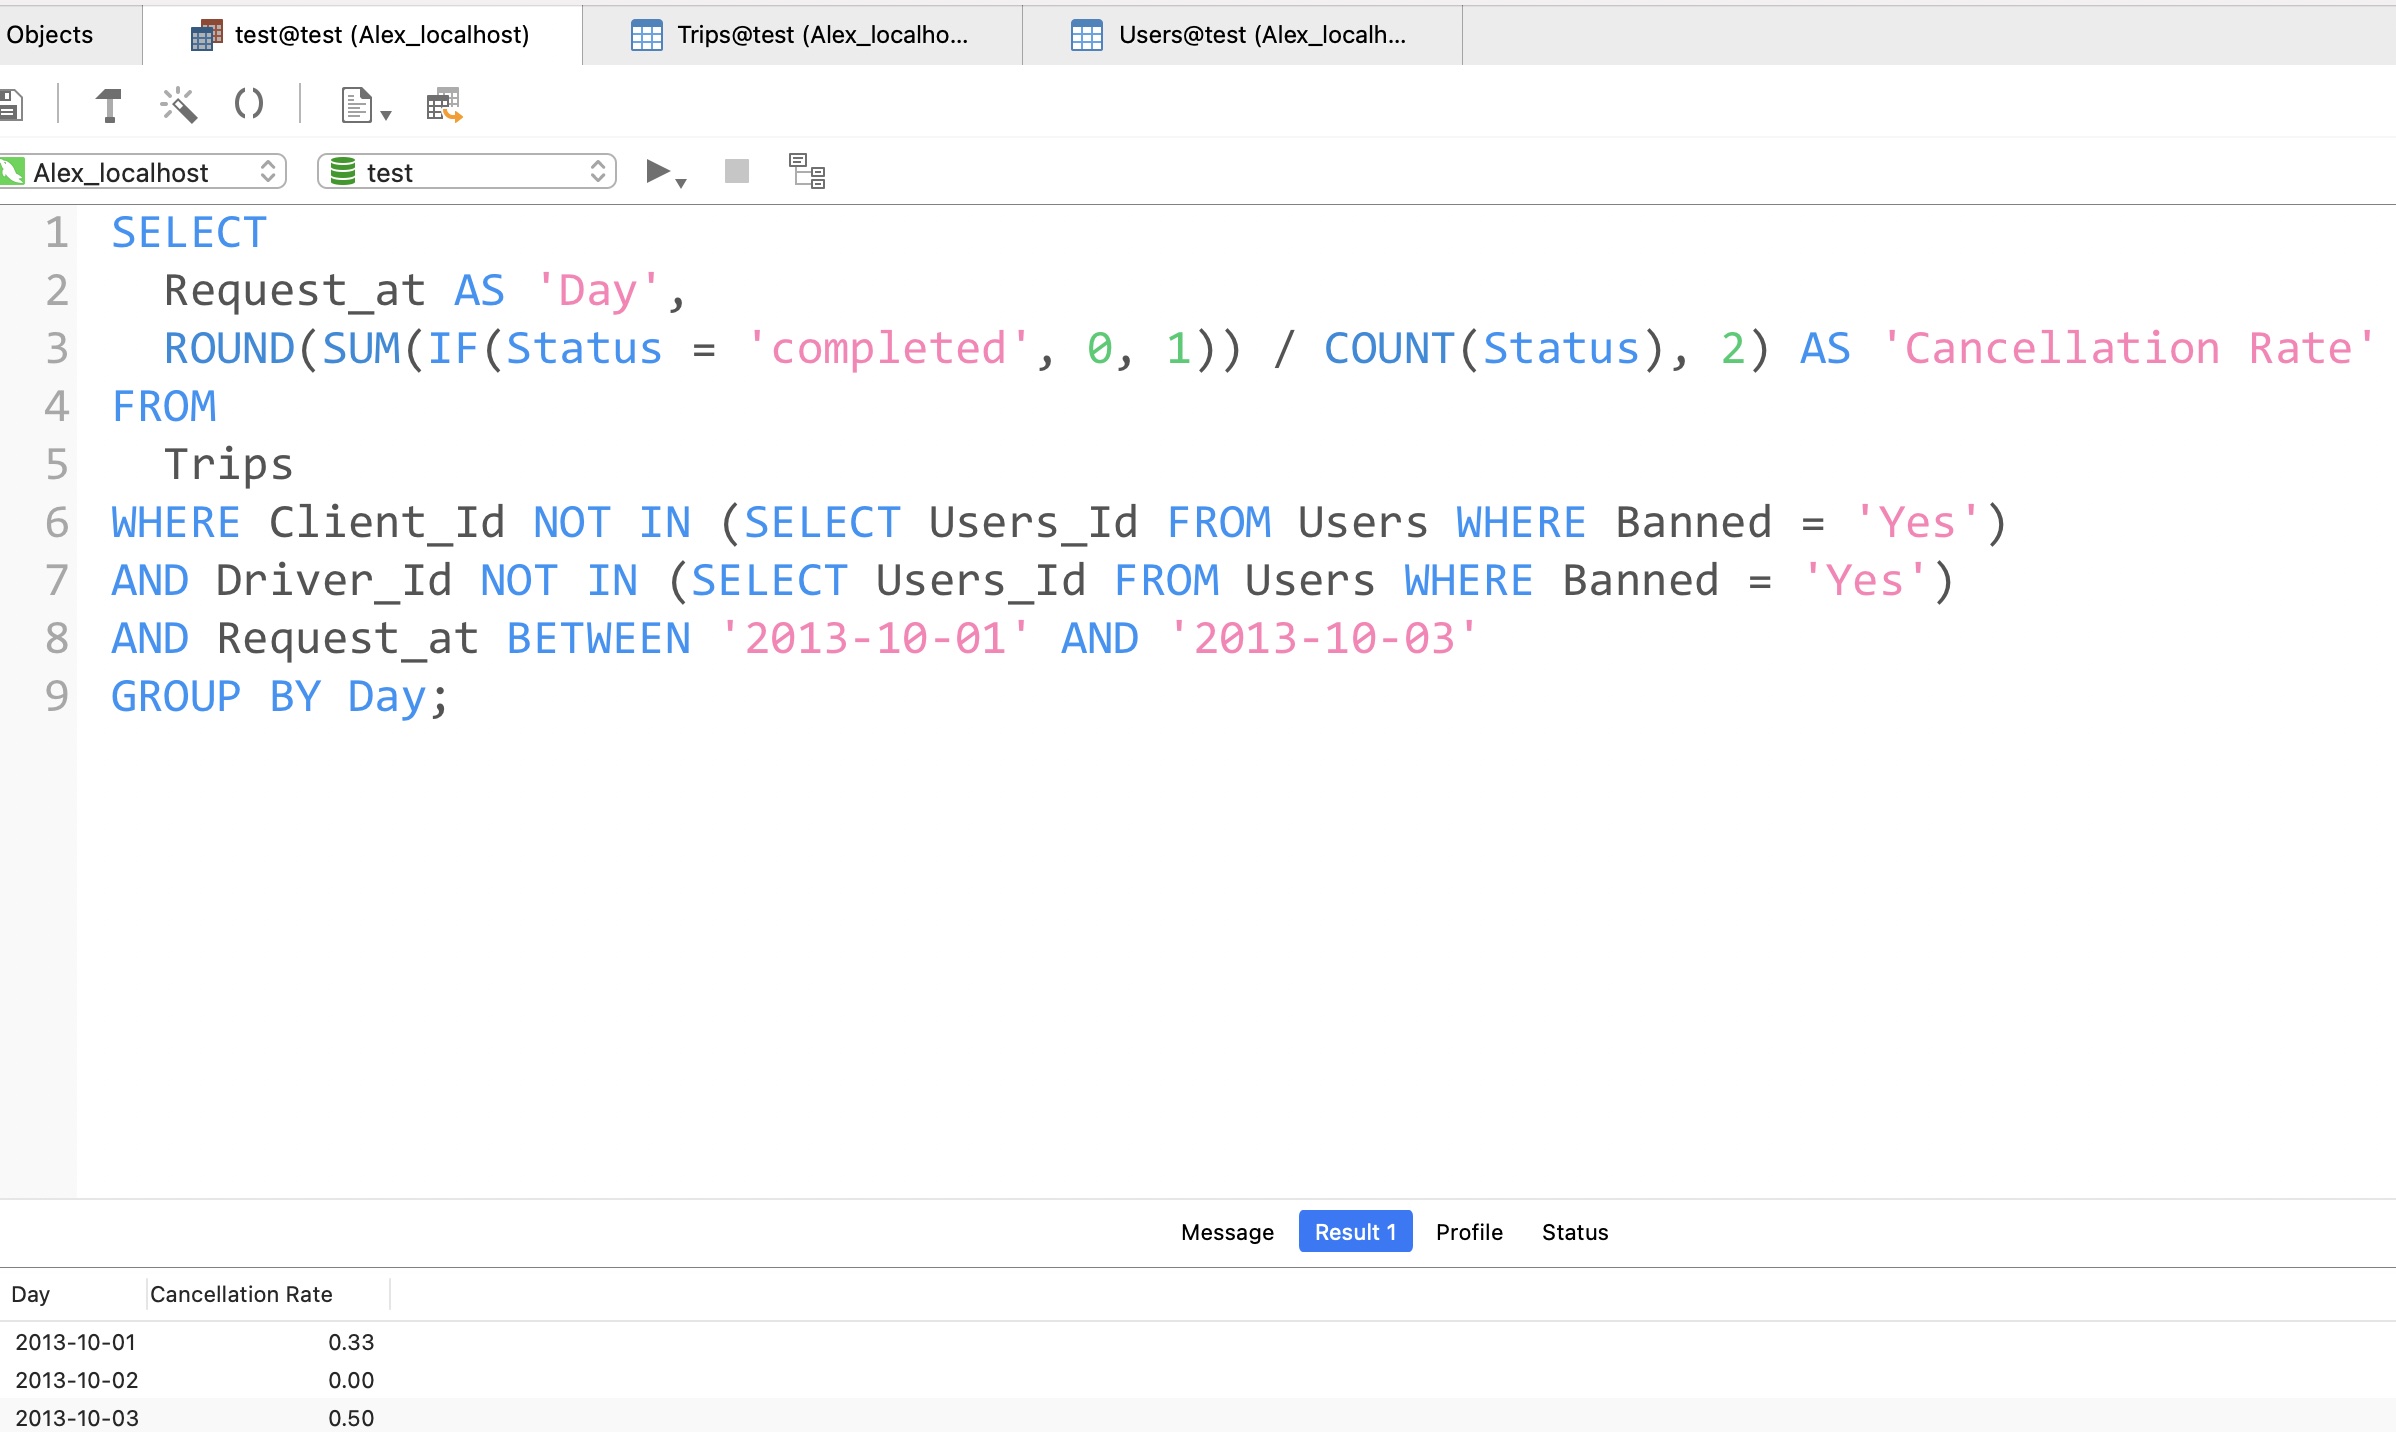 Objects test@test (Alex_localhost) Trips@test (Alex_localho... Users@test (Alex_localh...
Alex_localhost test
1 SELECT
2 Request_at AS 'Day',
3 ROUND(SUM(IF(Status = 'completed', 0, 1)) / COUNT(Status), 2) AS 'Cancellation Rate'
4 FROM
5 Trips
6 WHERE Client_Id NOT IN (SELECT Users_Id FROM Users WHERE Banned = 'Yes')
7 AND Driver_Id NOT IN (SELECT Users_Id FROM Users WHERE Banned = 'Yes')
8 AND Request_at BETWEEN '2013-10-01' AND '2013-10-03'
9 GROUP BY Day;
Message Result 1 Profile Status
Day Cancellation Rate
2013-10-01 0.33
2013-10-02 0.00
2013-10-03 0.50